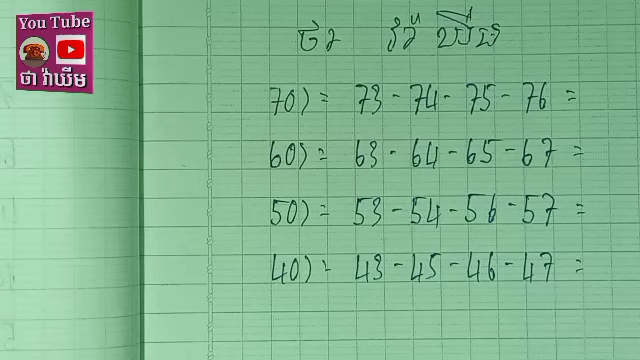 You Tube
ថា វ៉ាឃីម
70) = 73 - 74 - 75 - 76 =
60) = 63 - 64 - 65 - 67 =
50) = 53 - 54 - 56 - 57 =
40) = 43 - 45 - 46 - 47 =